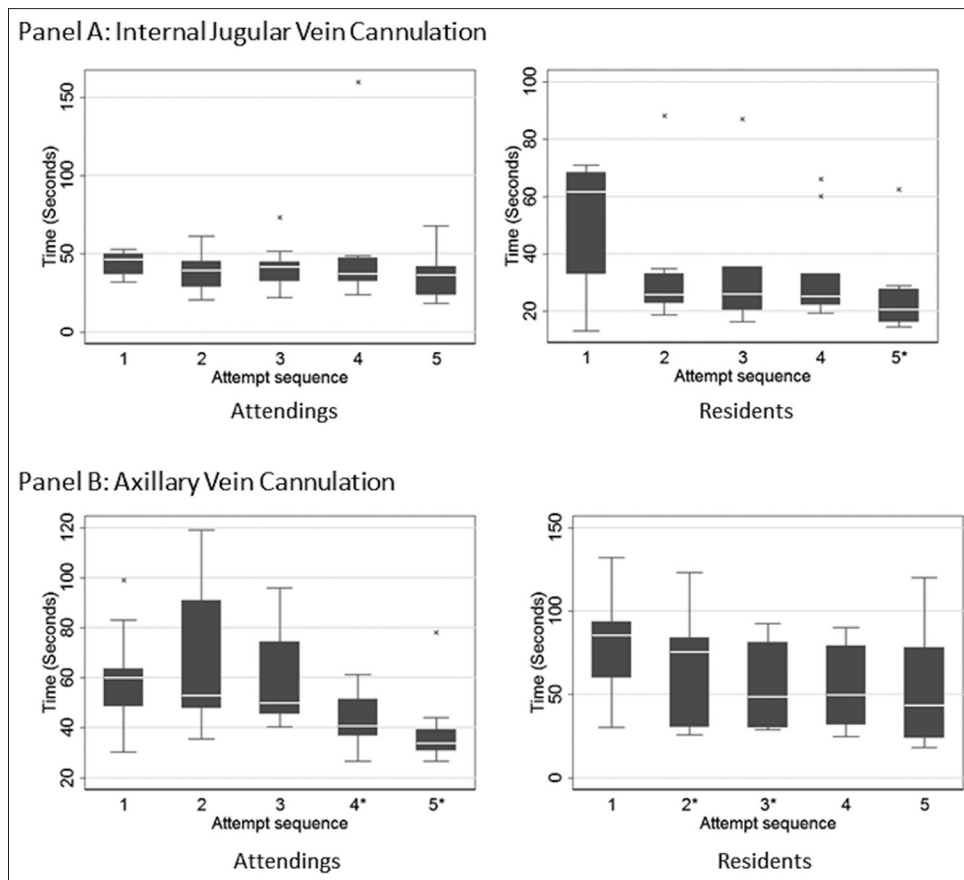 Panel A: Internal Jugular Vein Cannulation
Time (Seconds)
150
100
50
0
1 2 3 4 5
Attempt sequence
Attendings
Time (Seconds)
100
80
60
40
20
1 2 3 4 5*
Attempt sequence
Residents
Panel B: Axillary Vein Cannulation
Time (Seconds)
120
100
80
60
40
20
1 2 3 4* 5*
Attempt sequence
Attendings
Time (Seconds)
150
100
50
0
1 2* 3* 4 5
Attempt sequence
Residents